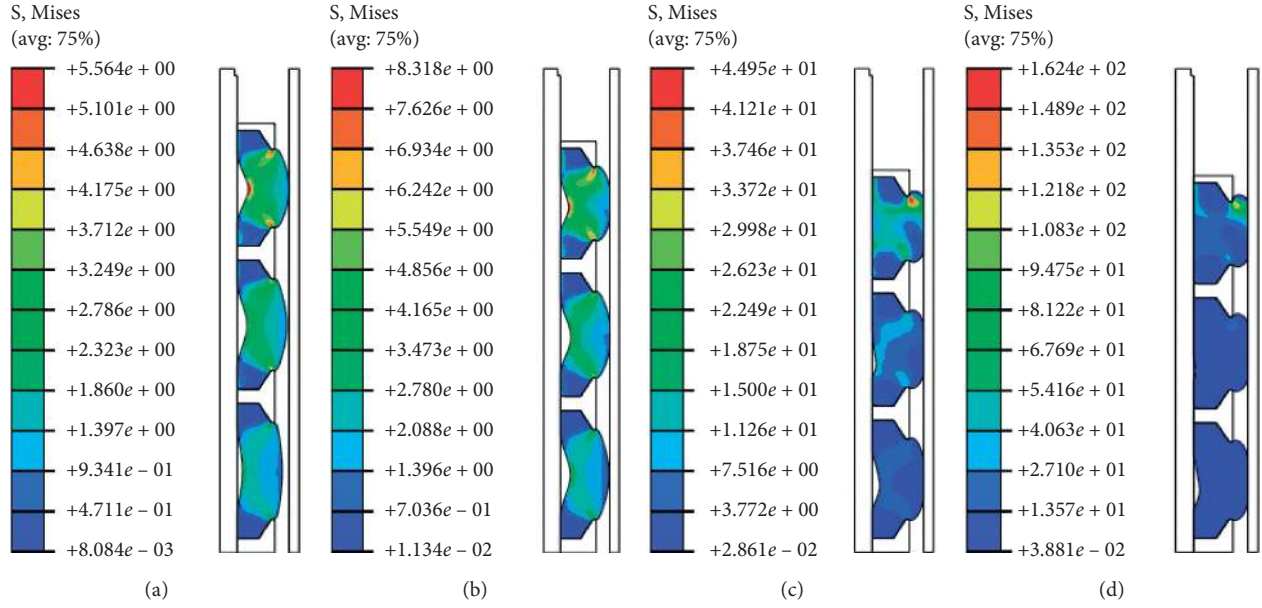 S, Mises
(avg: 75%)
+5.564e + 00
+5.101e + 00
+4.638e + 00
+4.175e + 00
+3.712e + 00
+3.249e + 00
+2.786e + 00
+2.323e + 00
+1.860e + 00
+1.397e + 00
+9.341e – 01
+4.711e – 01
+8.084e – 03
(a)
S, Mises
(avg: 75%)
+8.318e + 00
+7.626e + 00
+6.934e + 00
+6.242e + 00
+5.549e + 00
+4.856e + 00
+4.165e + 00
+3.473e + 00
+2.780e + 00
+2.088e + 00
+1.396e + 00
+7.036e – 01
+1.134e – 02
(b)
S, Mises
(avg: 75%)
+4.495e + 01
+4.121e + 01
+3.746e + 01
+3.372e + 01
+2.998e + 01
+2.623e + 01
+2.249e + 01
+1.875e + 01
+1.500e + 01
+1.126e + 01
+7.516e + 00
+3.772e + 00
+2.861e – 02
(c)
S, Mises
(avg: 75%)
+1.624e + 02
+1.489e + 02
+1.353e + 02
+1.218e + 02
+1.083e + 02
+9.475e + 01
+8.122e + 01
+6.769e + 01
+5.416e + 01
+4.063e + 01
+2.710e + 01
+1.357e + 01
+3.881e – 02
(d)